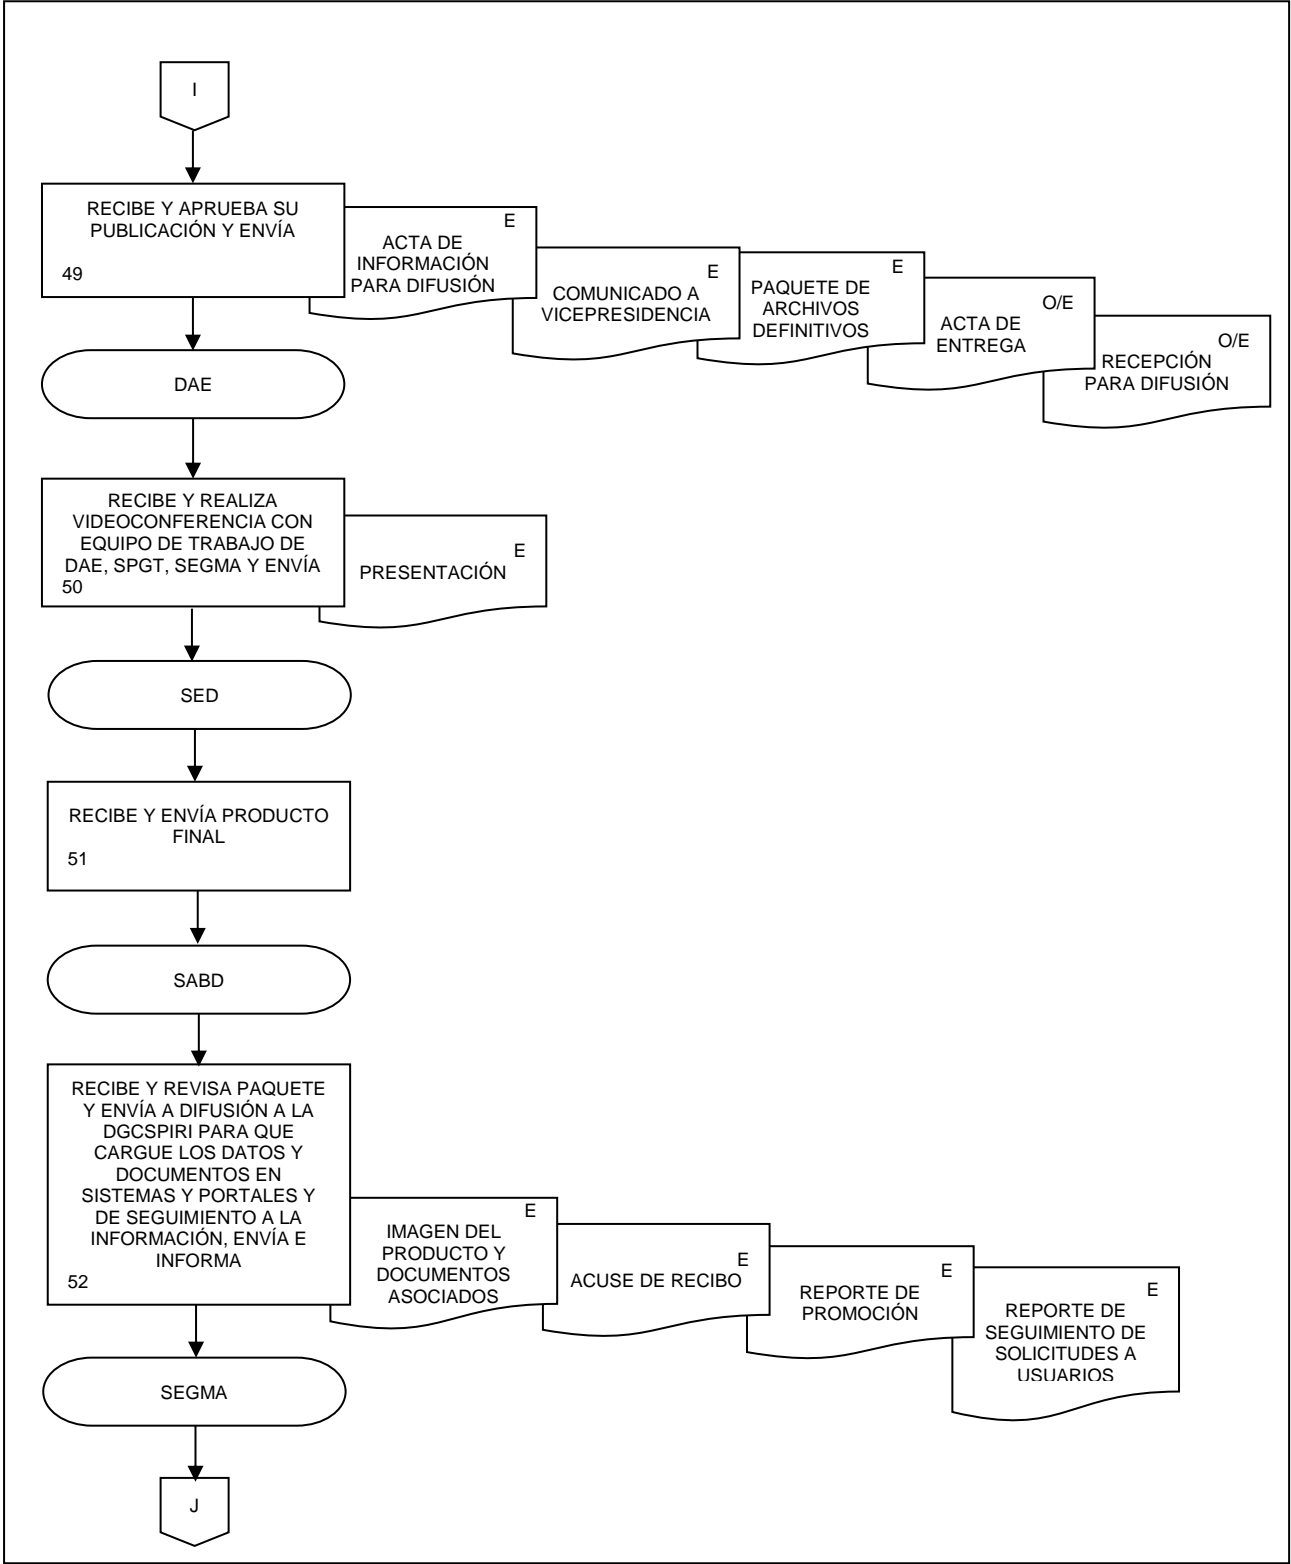 I
RECIBE Y APRUEBA SU
PUBLICACIÓN Y ENVÍA
49
E
ACTA DE
INFORMACIÓN
PARA DIFUSIÓN
E
COMUNICADO A
VICEPRESIDENCIA
E
PAQUETE DE
ARCHIVOS
DEFINITIVOS
O/E
ACTA DE
ENTREGA
O/E
RECEPCIÓN
PARA DIFUSIÓN
DAE
RECIBE Y REALIZA
VIDEOCONFERENCIA CON
EQUIPO DE TRABAJO DE
DAE, SPGT, SEGMA Y ENVÍA
50
E
PRESENTACIÓN
SED
RECIBE Y ENVÍA PRODUCTO
FINAL
51
SABD
RECIBE Y REVISA PAQUETE
Y ENVÍA A DIFUSIÓN A LA
DGCSPIRI PARA QUE
CARGUE LOS DATOS Y
DOCUMENTOS EN
SISTEMAS Y PORTALES Y
DE SEGUIMIENTO A LA
INFORMACIÓN, ENVÍA E
INFORMA
52
E
IMAGEN DEL
PRODUCTO Y
DOCUMENTOS
ASOCIADOS
E
ACUSE DE RECIBO
E
REPORTE DE
PROMOCIÓN
E
REPORTE DE
SEGUIMIENTO DE
SOLICITUDES A
USUARIOS
SEGMA
J